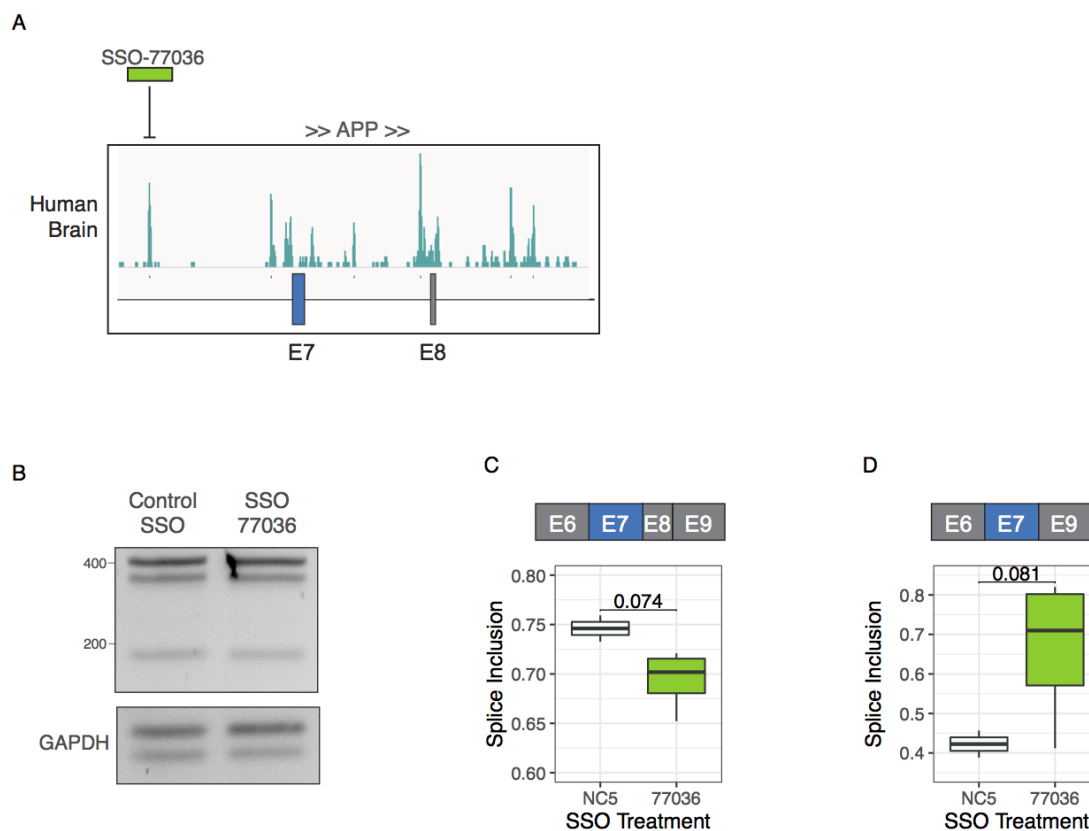 A
SSO-77036
>> APP >>
Human
Brain
E7
E8
B
Control
SSO
SSO
77036
400
200
GAPDH
C
E6 E7 E8 E9
0.80
0.75
0.70
0.65
0.60
0.074
Splice Inclusion
NC5 77036
SSO Treatment
D
E6 E7 E9
0.8
0.7
0.6
0.5
0.4
0.081
Splice Inclusion
NC5 77036
SSO Treatment